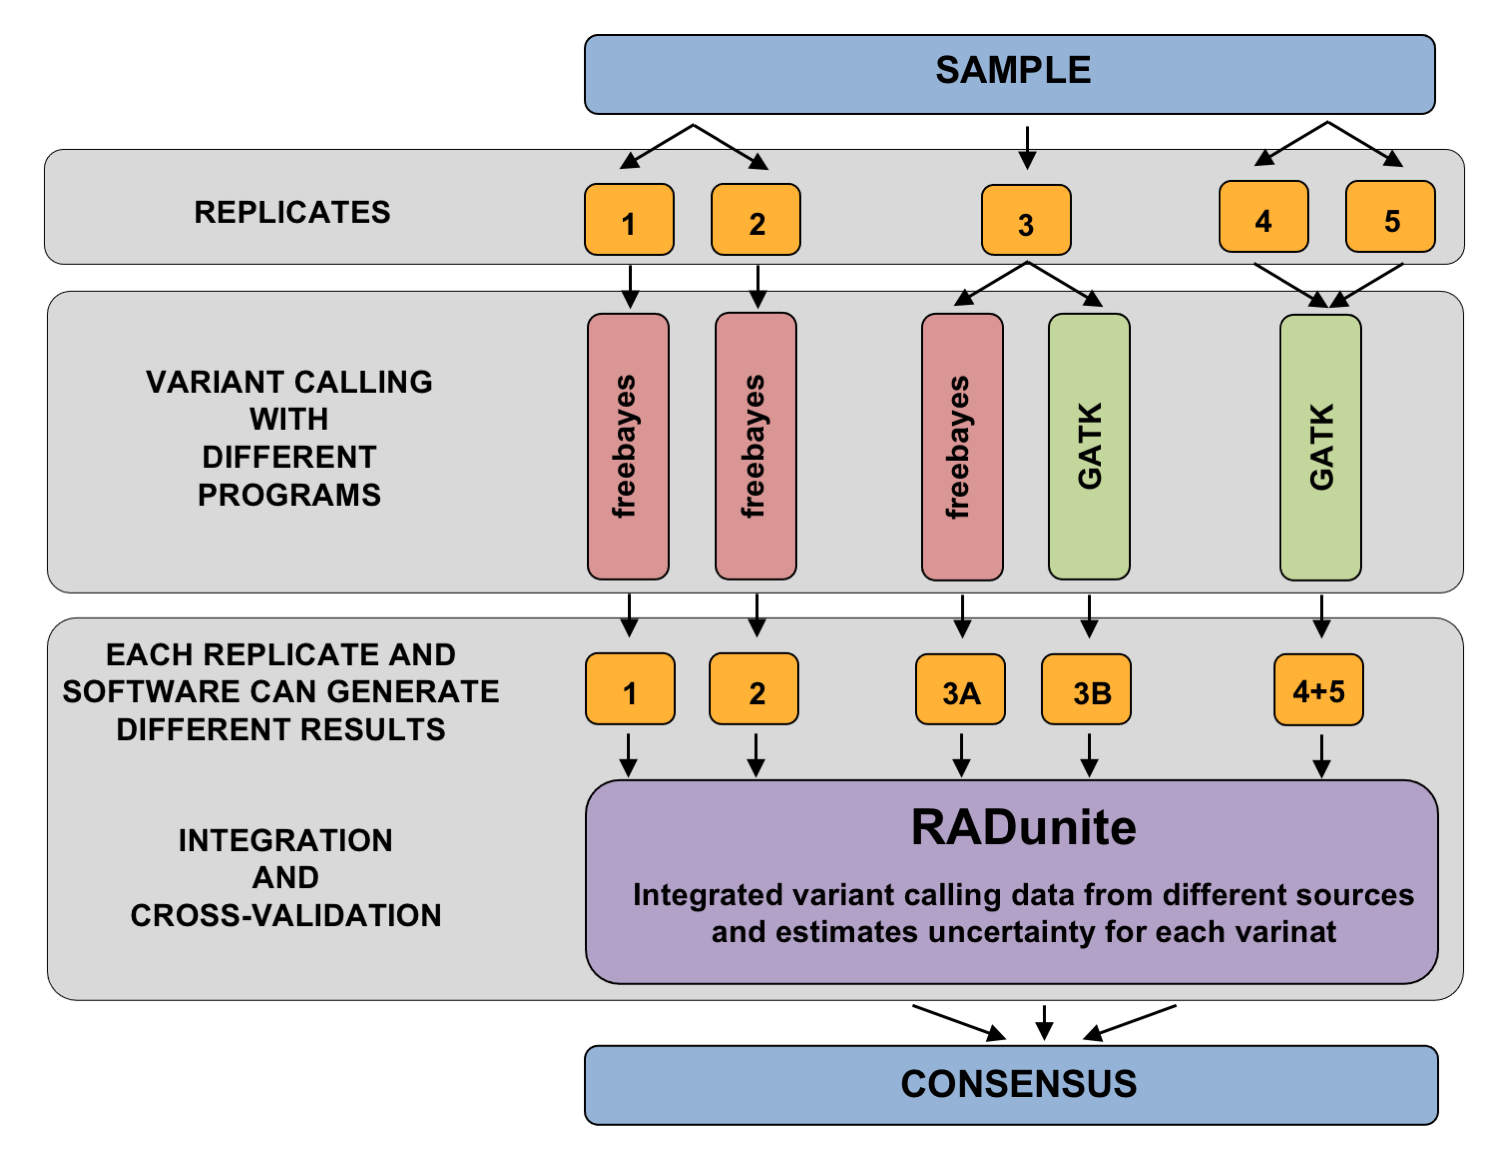 SAMPLE
REPLICATES
1
2
3
4
5
VARIANT CALLING
WITH
DIFFERENT
PROGRAMS
freebayes
freebayes
freebayes
GATK
GATK
EACH REPLICATE AND
SOFTWARE CAN GENERATE
DIFFERENT RESULTS
1
2
3A
3B
4+5
INTEGRATION
AND
CROSS-VALIDATION
RADunite
Integrated variant calling data from different sources
and estimates uncertainty for each varinat
CONSENSUS